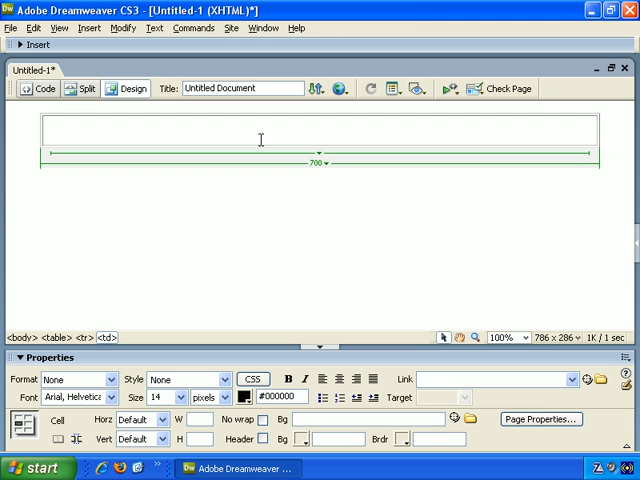 Adobe Dreamweaver CS3 - [Untitled-1 (XHTML)*]
File Edit View Insert Modify Text Commands Site Window Help
Insert
Untitled-1*
Code Split Design Title: Untitled Document Check Page
700
<body> <table> <tr> <td> 100% 786 x 286 1K / 1 sec
Properties
Format None Style None CSS B I Link
Font Arial, Helvetica Size 14 pixels #000000 Target
Cell Horz Default W No wrap Bg Page Properties...
Vert Default H Header Bg Brdr
start Adobe Dreamweaver ...